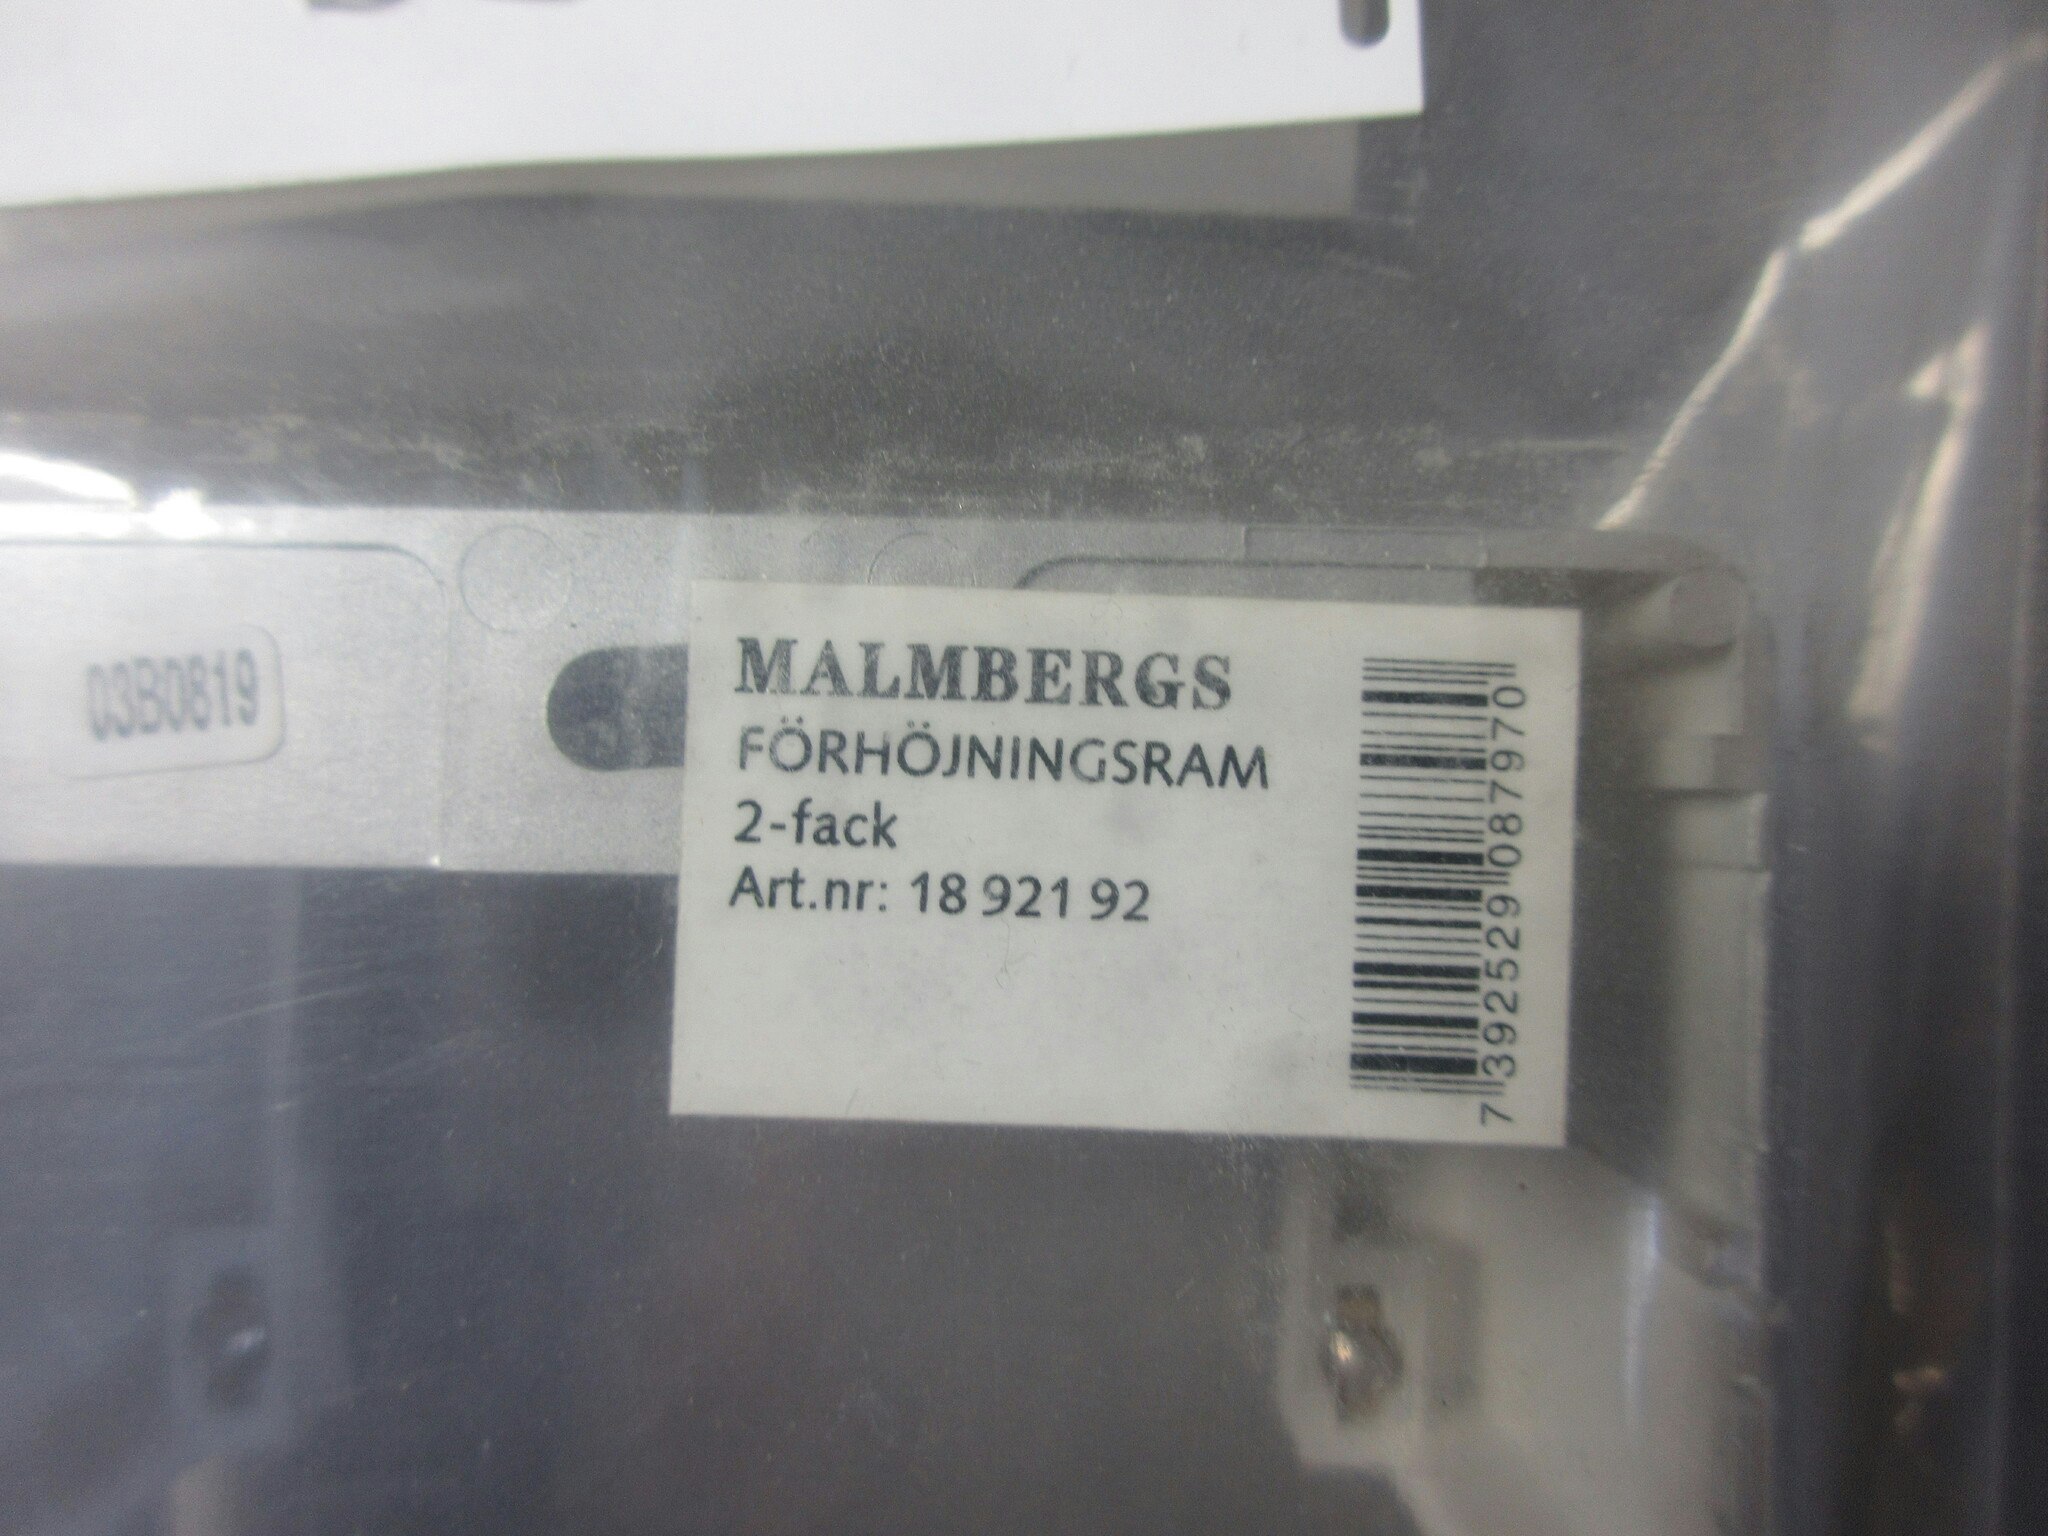 03B0819
MALMBERGS
FÖRHÖJNINGSRAM
2-fack
Art.nr: 18 921 92
7 392529 087970